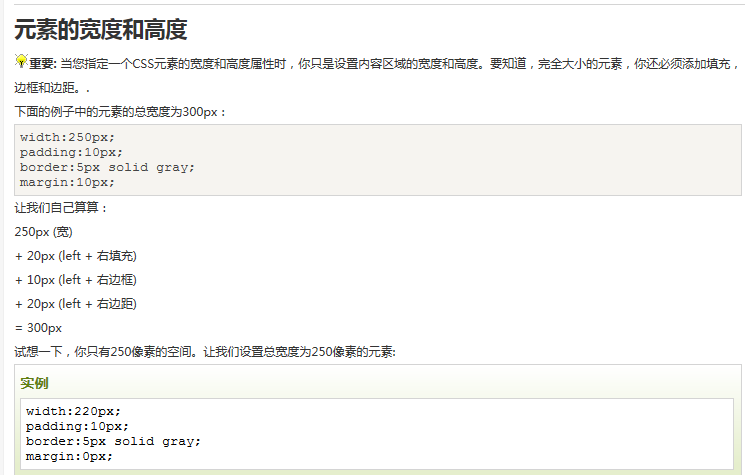 元素的宽度和高度
重要: 当您指定一个CSS元素的宽度和高度属性时，你只是设置内容区域的宽度和高度。要知道，完全大小的元素，你还必须添加填充，
边框和边距。.
下面的例子中的元素的总宽度为300px：
width:250px;
padding:10px;
border:5px solid gray;
margin:10px;
让我们自己算算：
250px (宽)
+ 20px (left + 右填充)
+ 10px (left + 右边框)
+ 20px (left + 右边距)
= 300px
试想一下，你只有250像素的空间。让我们设置总宽度为250像素的元素:
实例
width:220px;
padding:10px;
border:5px solid gray;
margin:0px;